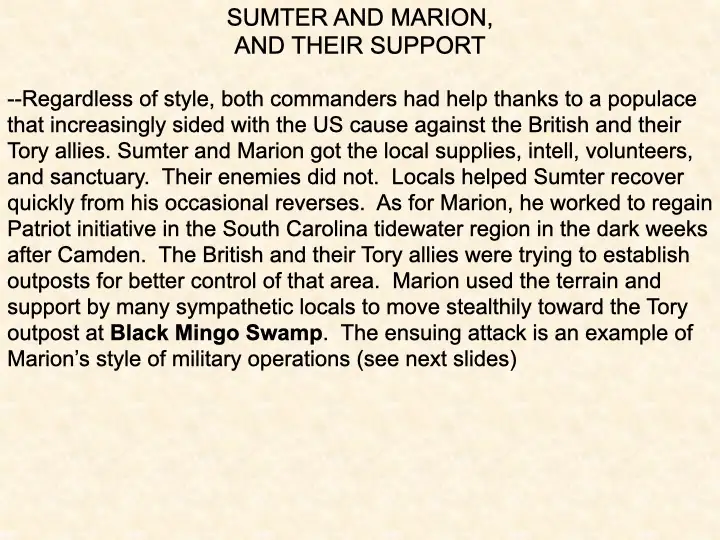 SUMTER AND MARION,
AND THEIR SUPPORT
--Regardless of style, both commanders had help thanks to a populace
that increasingly sided with the US cause against the British and their
Tory allies. Sumter and Marion got the local supplies, intell, volunteers,
and sanctuary.  Their enemies did not.  Locals helped Sumter recover
quickly from his occasional reverses.  As for Marion, he worked to regain
Patriot initiative in the South Carolina tidewater region in the dark weeks
after Camden.  The British and their Tory allies were trying to establish
outposts for better control of that area.  Marion used the terrain and
support by many sympathetic locals to move stealthily toward the Tory
outpost at Black Mingo Swamp.  The ensuing attack is an example of
Marion’s style of military operations (see next slides)